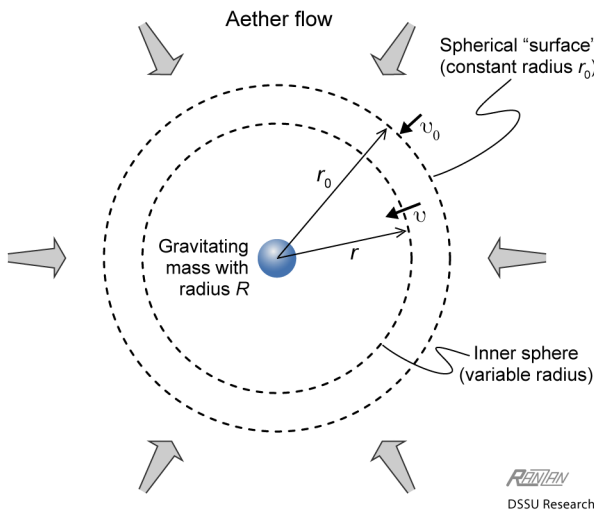 Aether flow
Spherical “surface”
(constant radius r₀)
υ₀
r₀
υ
r
Gravitating
mass with
radius R
Inner sphere
(variable radius)
RANZAN
DSSU Research